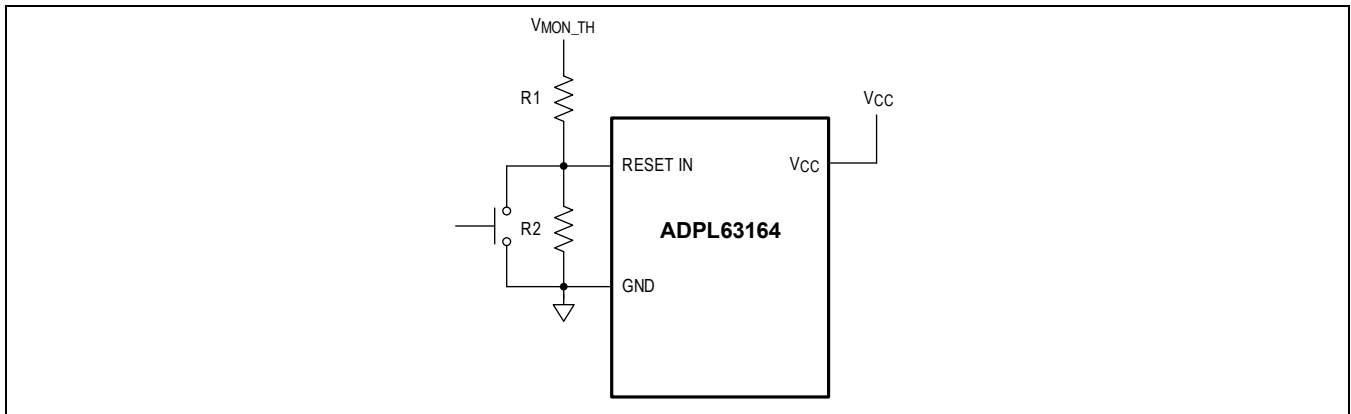 VMON_TH
R1
VCC
RESET IN
VCC
R2
ADPL63164
GND